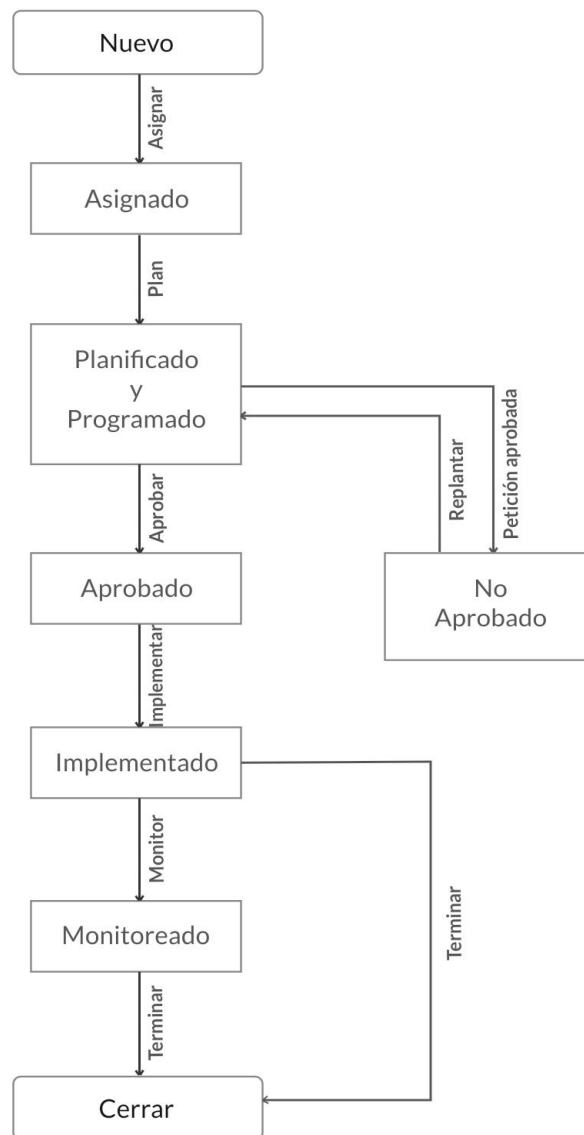 Nuevo
Asignar
Asignado
Plan
Planificado
y
Programado
Aprobar
Replantar
Petición aprobada
Aprobado
No
Aprobado
Implementar
Implementado
Monitor
Terminar
Monitoreado
Terminar
Cerrar